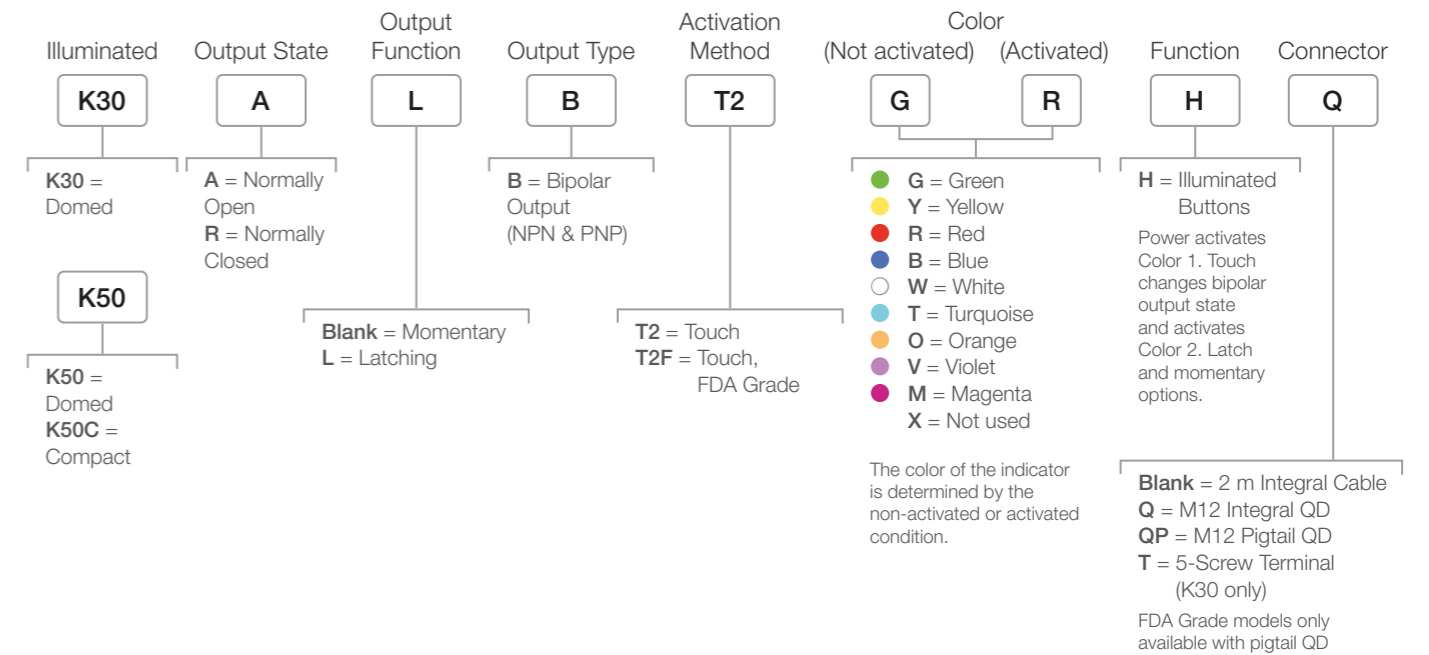 Illuminated
Output State
Output
Function
Output Type
Activation
Method
Color
(Not activated) (Activated)
Function
Connector
K30
A
L
B
T2
G
R
H
Q
K30 =
Domed
K50
K50 =
Domed
K50C =
Compact
A = Normally
Open
R = Normally
Closed
Blank = Momentary
L = Latching
B = Bipolar
Output
(NPN & PNP)
T2 = Touch
T2F = Touch,
FDA Grade
G = Green
Y = Yellow
R = Red
B = Blue
W = White
T = Turquoise
O = Orange
V = Violet
M = Magenta
X = Not used
The color of the indicator
is determined by the
non-activated or activated
condition.
H = Illuminated
Buttons
Power activates
Color 1. Touch
changes bipolar
output state
and activates
Color 2. Latch
and momentary
options.
Blank = 2 m Integral Cable
Q = M12 Integral QD
QP = M12 Pigtail QD
T = 5-Screw Terminal
(K30 only)
FDA Grade models only
available with pigtail QD